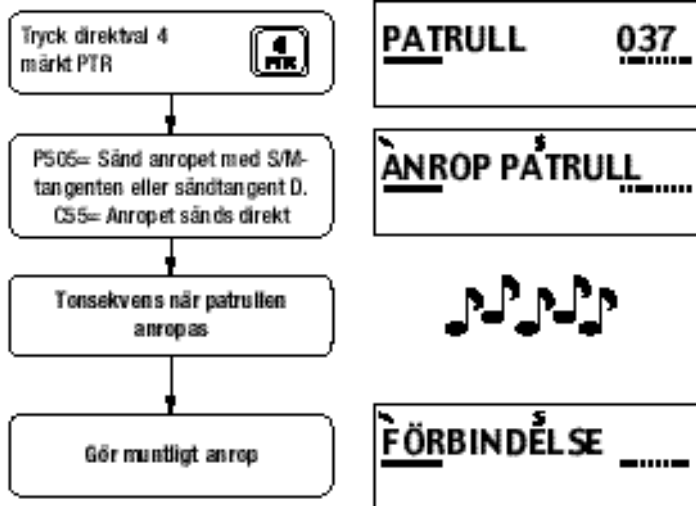 Tryck direktval 4
märkt PTR
4
PTR
PATRULL 037
P505= Sänd anropet med S/M-
tangenten eller sändtangent D.
C55= Anropet sänds direkt
S
ANROP PATRULL
Tonsekvens när patrullen
anropas
Gör muntligt anrop
S
FÖRBINDELSE